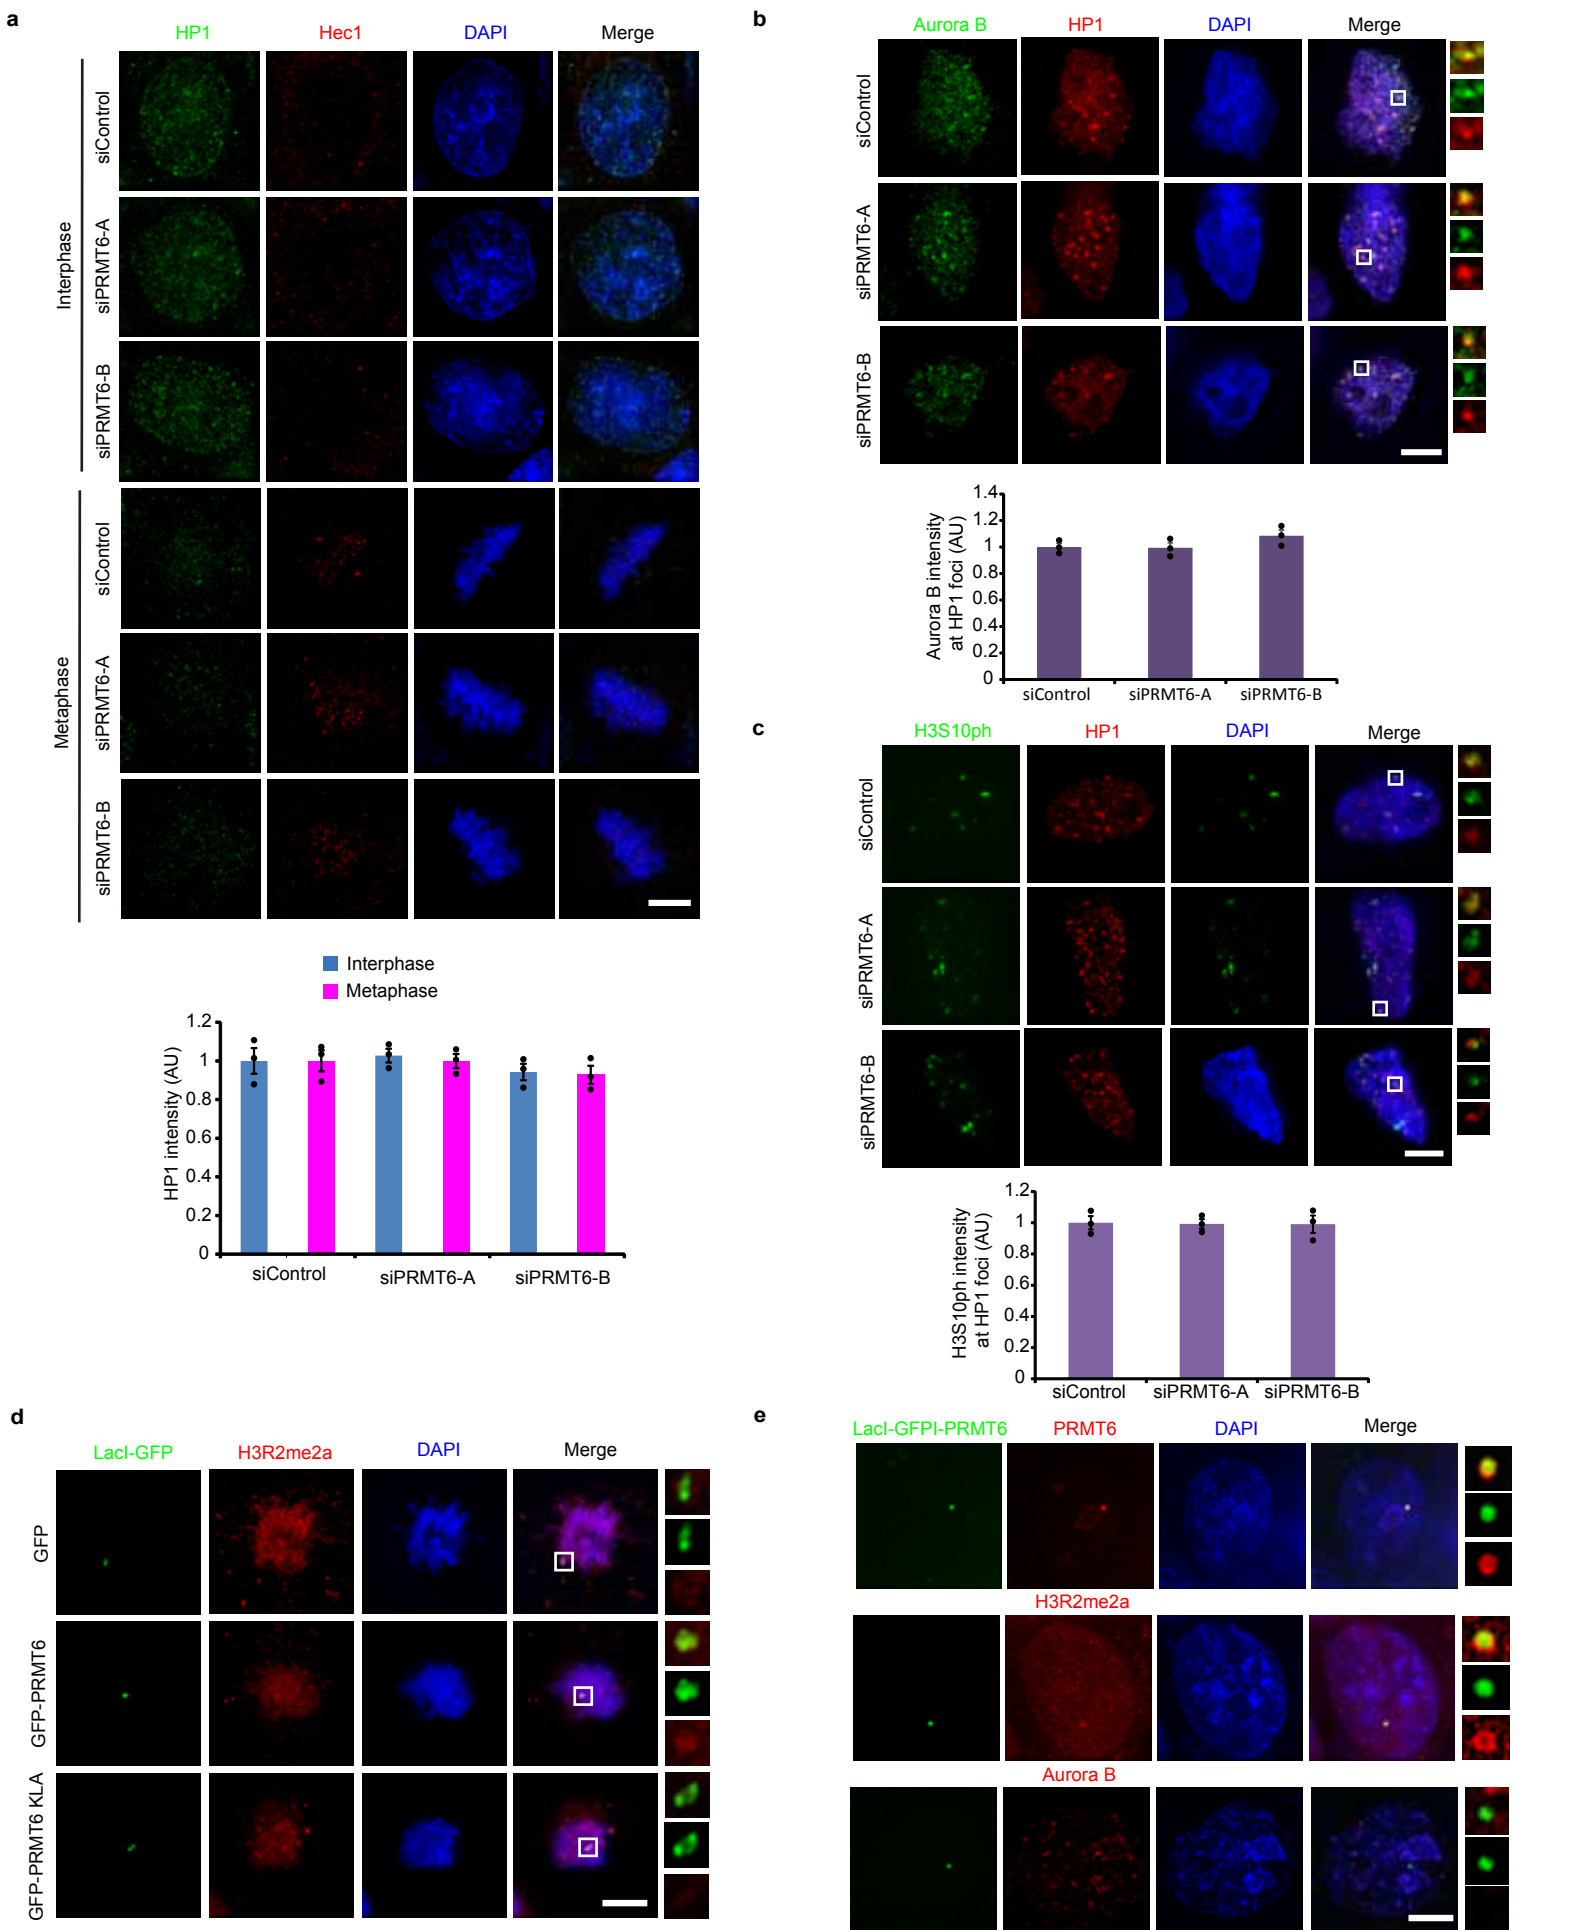 a
HP1 Hec1 DAPI Merge
Interphase
siControl
siPRMT6-A
siPRMT6-B
Metaphase
siControl
siPRMT6-A
siPRMT6-B
Interphase
Metaphase
HP1 intensity (AU)
1.2
1
0.8
0.6
0.4
0.2
0
siControl siPRMT6-A siPRMT6-B
b
Aurora B HP1 DAPI Merge
siControl
siPRMT6-A
siPRMT6-B
Aurora B intensity
at HP1 foci (AU)
1.4
1.2
1
0.8
0.6
0.4
0.2
0
siControl siPRMT6-A siPRMT6-B
c
H3S10ph HP1 DAPI Merge
siControl
siPRMT6-A
siPRMT6-B
H3S10ph intensity
at HP1 foci (AU)
1.2
1
0.8
0.6
0.4
0.2
0
siControl siPRMT6-A siPRMT6-B
d
LacI-GFP H3R2me2a DAPI Merge
GFP
GFP-PRMT6
GFP-PRMT6 KLA
e
LacI-GFPI-PRMT6 PRMT6 DAPI Merge
H3R2me2a
Aurora B